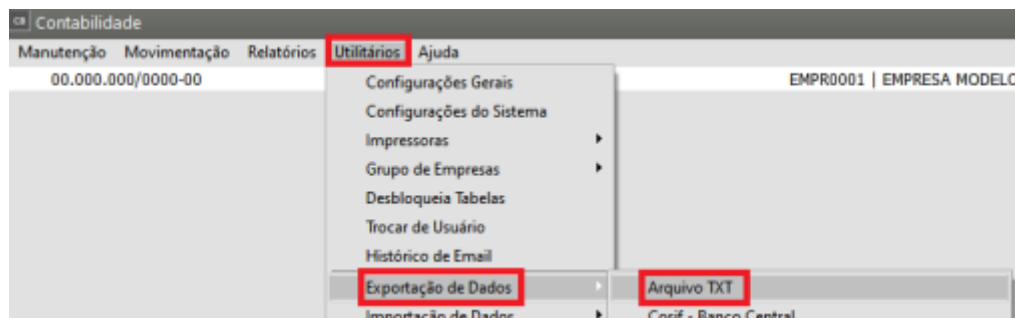 CB Contabilidade
Manutenção Movimentação Relatórios Utilitários Ajuda
00.000.000/0000-00 EMPR0001 | EMPRESA MODELO
Configurações Gerais
Configurações do Sistema
Impressoras
Grupo de Empresas
Desbloqueia Tabelas
Trocar de Usuário
Histórico de Email
Exportação de Dados Arquivo TXT
Importação de Dados Cosif - Banco Central